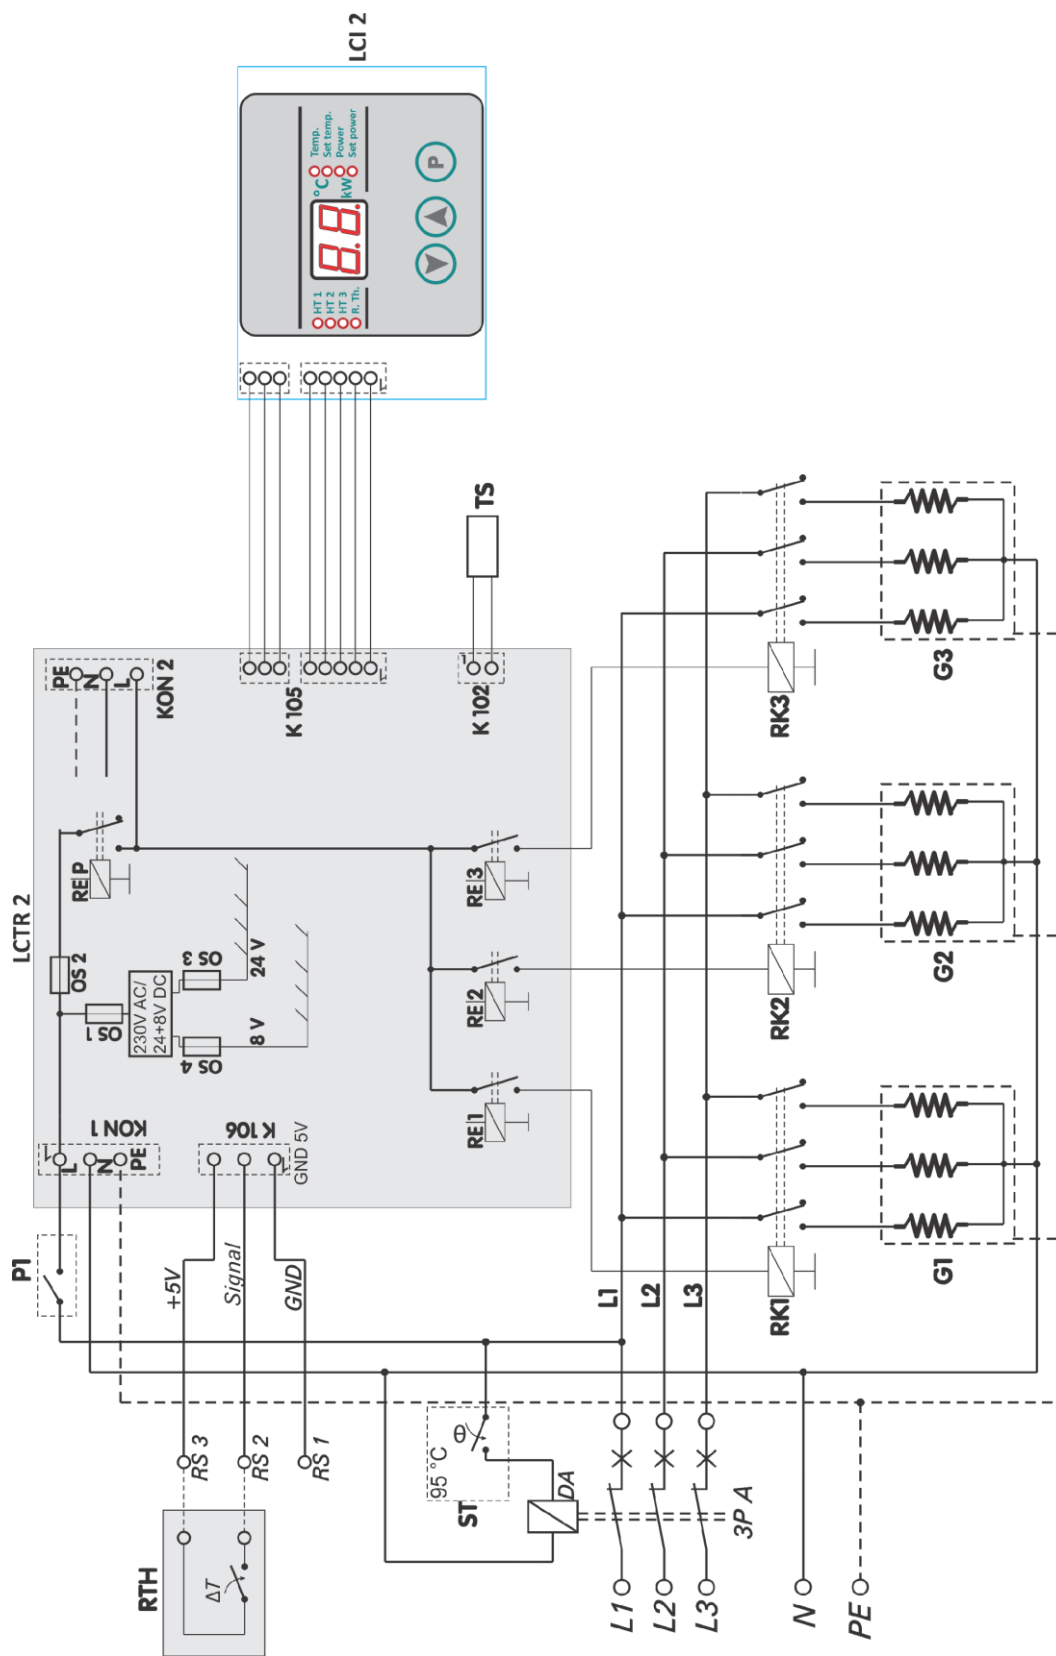 LCI 2
Temp.
Set temp.
Power
Set power
°C
kW
8.8.
HT 1
HT 2
HT 3
R. Th.
P
LCTR 2
PE
N
L
KON 2
K 105
K 102
TS
RE P
OS 2
OS 1
230V AC/
24+8V DC
OS 3
OS 4
24 V
8 V
RE 3
RE 2
RE 1
L
N
PE
KON 1
K 106
GND 5V
P1
+5V
Signal
GND
RS 3
RS 2
RS 1
RTH
ΔT
95 °C
θ
ST
DA
3P A
L1
L2
L3
L1
L2
L3
N
PE
RK1
RK2
RK3
G1
G2
G3